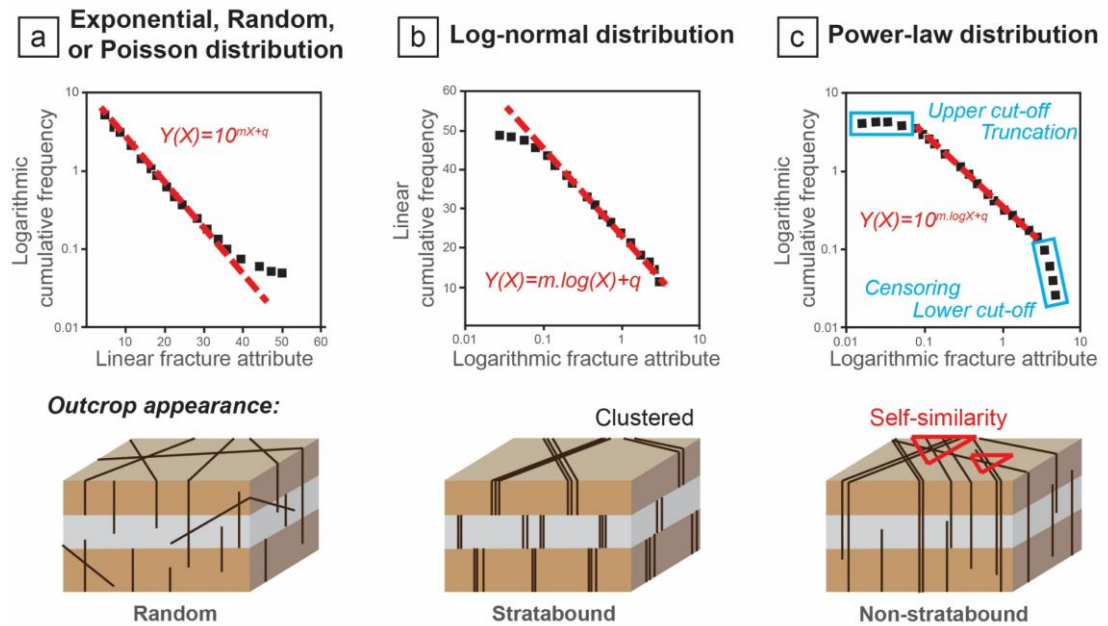 a
Exponential, Random,
or Poisson distribution
Logarithmic
cumulative frequency
10
1
0.1
0.01
Y(X)=10^{mX+q}
10 20 30 40 50 60
Linear fracture attribute
b
Log-normal distribution
Linear
cumulative frequency
60
50
40
30
20
10
Y(X)=m.log(X)+q
0.01 0.1 1 10
Logarithmic fracture attribute
c
Power-law distribution
Logarithmic
cumulative frequency
10
1
0.1
0.01
Upper cut-off
Truncation
Y(X)=10^{m.logX+q}
Censoring
Lower cut-off
0.01 0.1 1 10
Logarithmic fracture attribute
Outcrop appearance:
Random
Clustered
Stratabound
Self-similarity
Non-stratabound